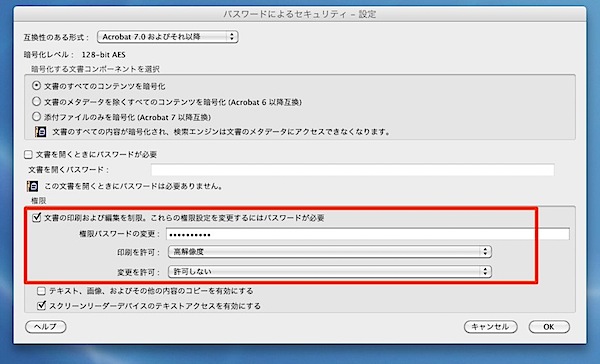 パスワードによるセキュリティ – 設定
互換性のある形式： Acrobat 7.0 およびそれ以降
暗号化レベル： 128-bit AES
暗号化する文書コンポーネントを選択
文書のすべてのコンテンツを暗号化
文書のメタデータを除くすべてのコンテンツを暗号化 (Acrobat 6 以降互換)
添付ファイルのみを暗号化 (Acrobat 7 以降互換)
文書のすべての内容が暗号化され、検索エンジンは文書のメタデータにアクセスできなくなります。
文書を開くときにパスワードが必要
文書を開くパスワード：
この文書を開くときにパスワードは必要ありません。
権限
文書の印刷および編集を制限。これらの権限設定を変更するにはパスワードが必要
権限パスワードの変更： ••••••••••
印刷を許可： 高解像度
変更を許可： 許可しない
テキスト、画像、およびその他の内容のコピーを有効にする
スクリーンリーダーデバイスのテキストアクセスを有効にする
ヘルプ キャンセル OK